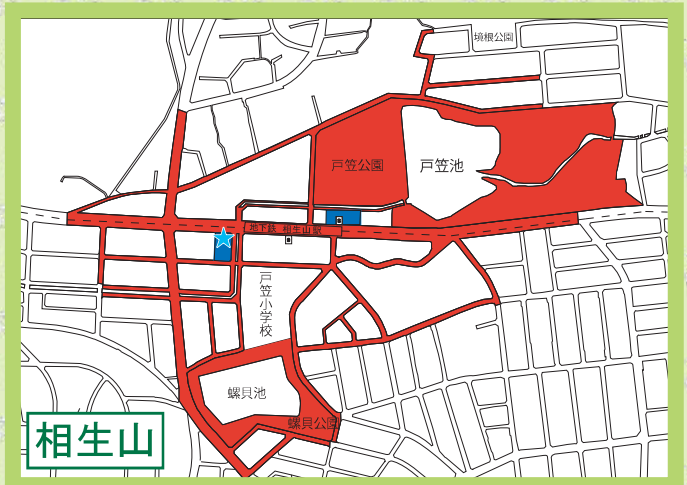 境根公園
戸笠公園
戸笠池
地下鉄 相生山駅
戸笠小学校
螺貝池
螺貝公園
相生山